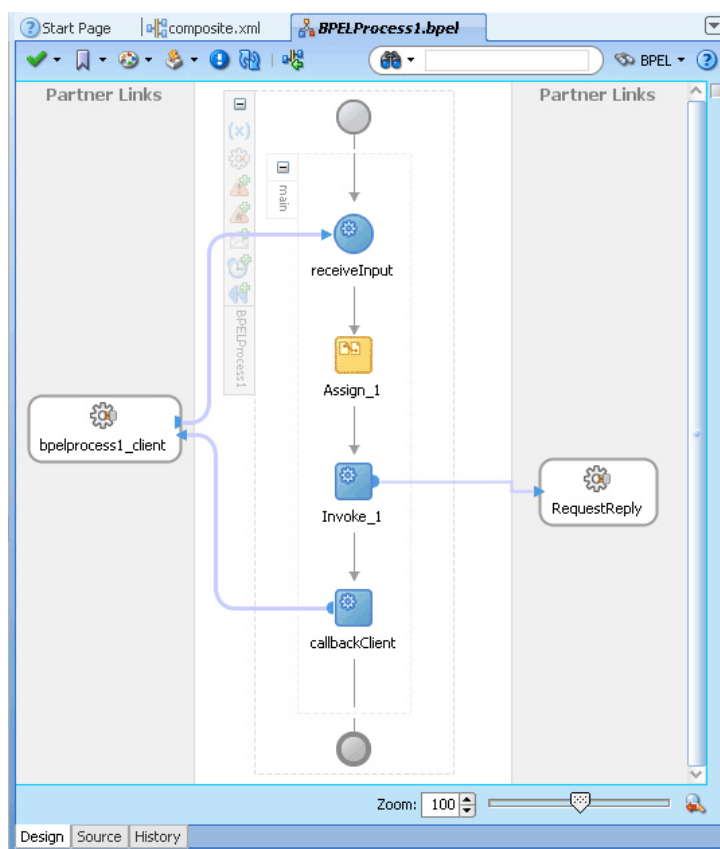 Start Page
composite.xml
BPELProcess1.bpel
BPEL
Partner Links
Partner Links
(x)
main
BPELProcess1
receiveInput
Assign_1
bpelprocess1_client
Invoke_1
RequestReply
callbackClient
Zoom: 100
Design Source History